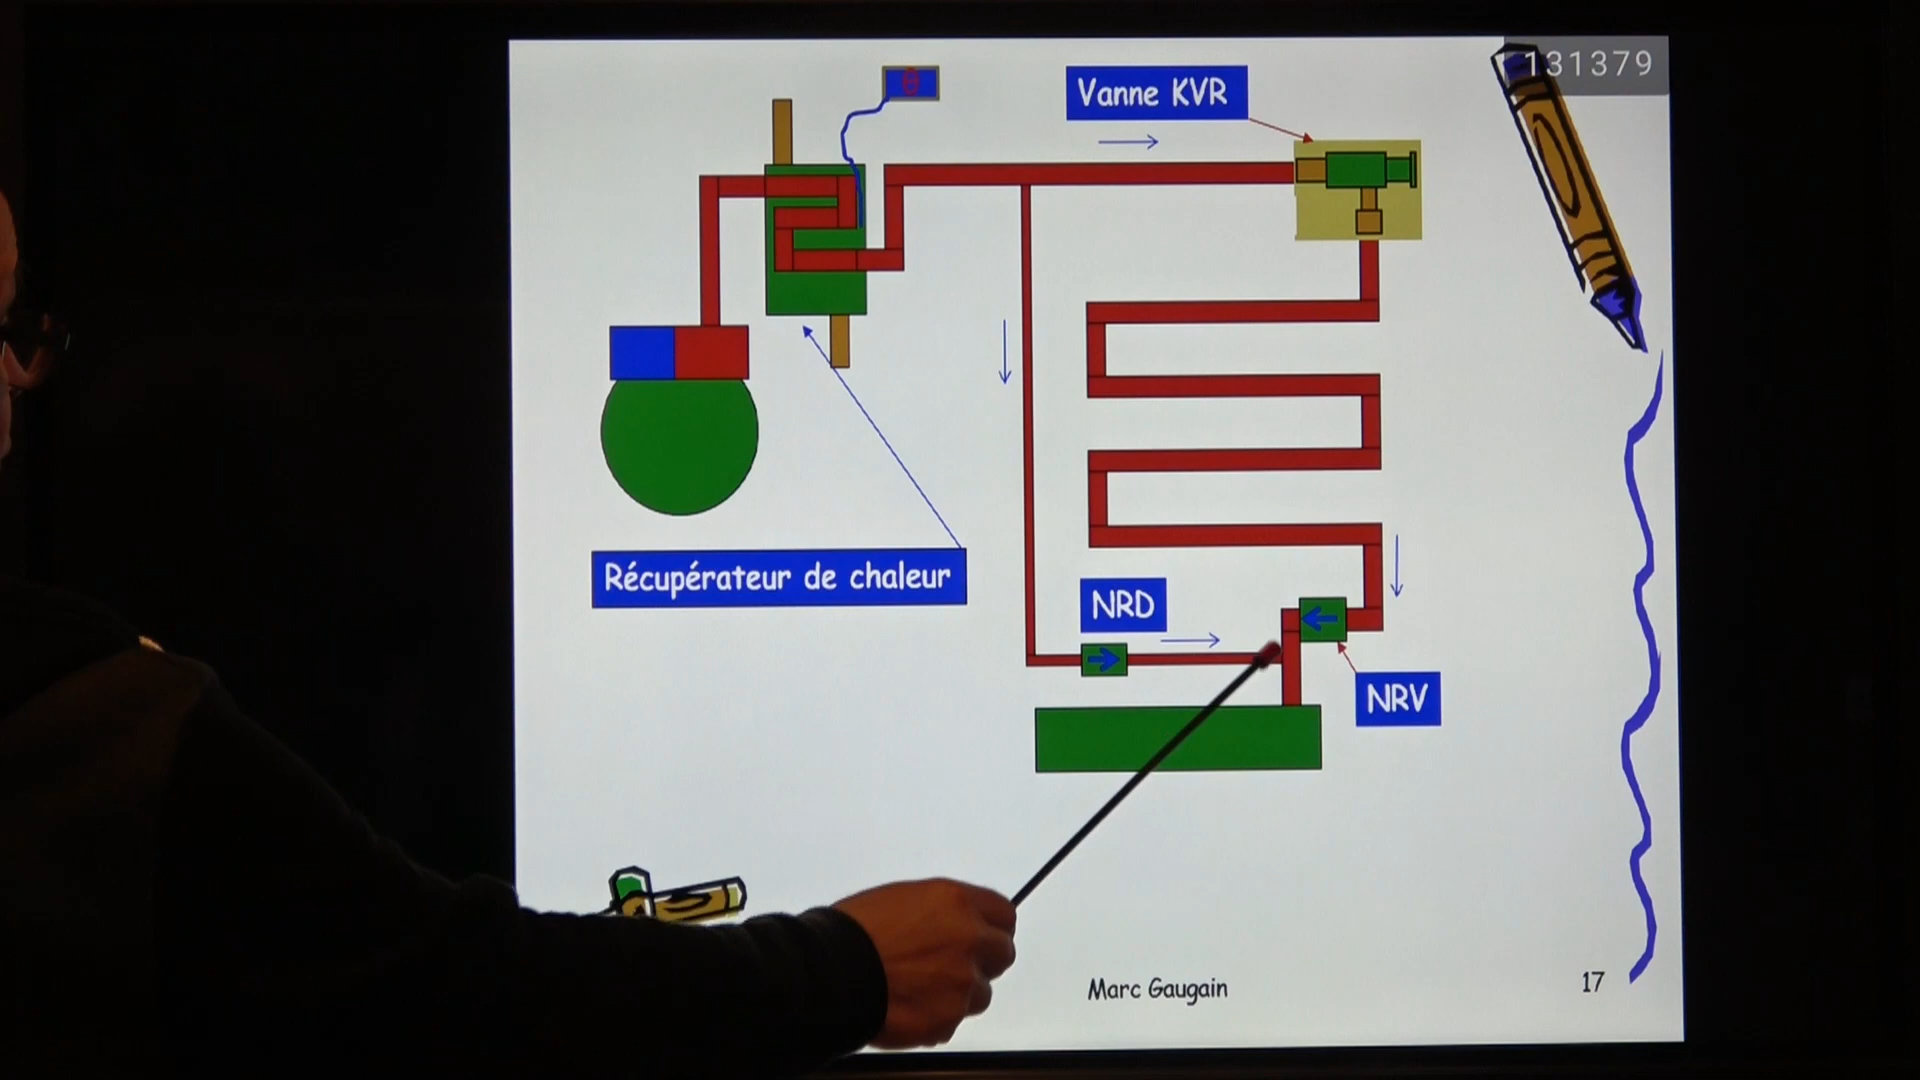 131379
θ
Vanne KVR
Récupérateur de chaleur
NRD
NRV
Marc Gaugain
17